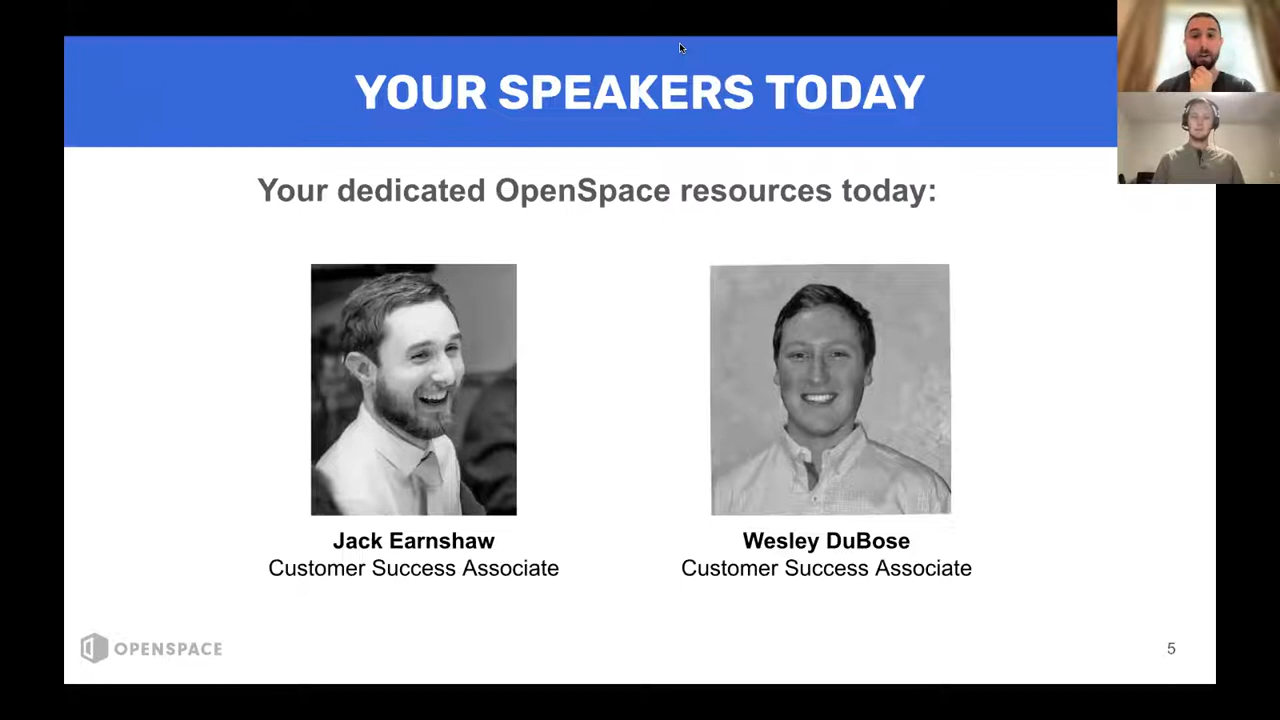 YOUR SPEAKERS TODAY
Your dedicated OpenSpace resources today:
Jack Earnshaw
Customer Success Associate
Wesley DuBose
Customer Success Associate
OPENSPACE
5